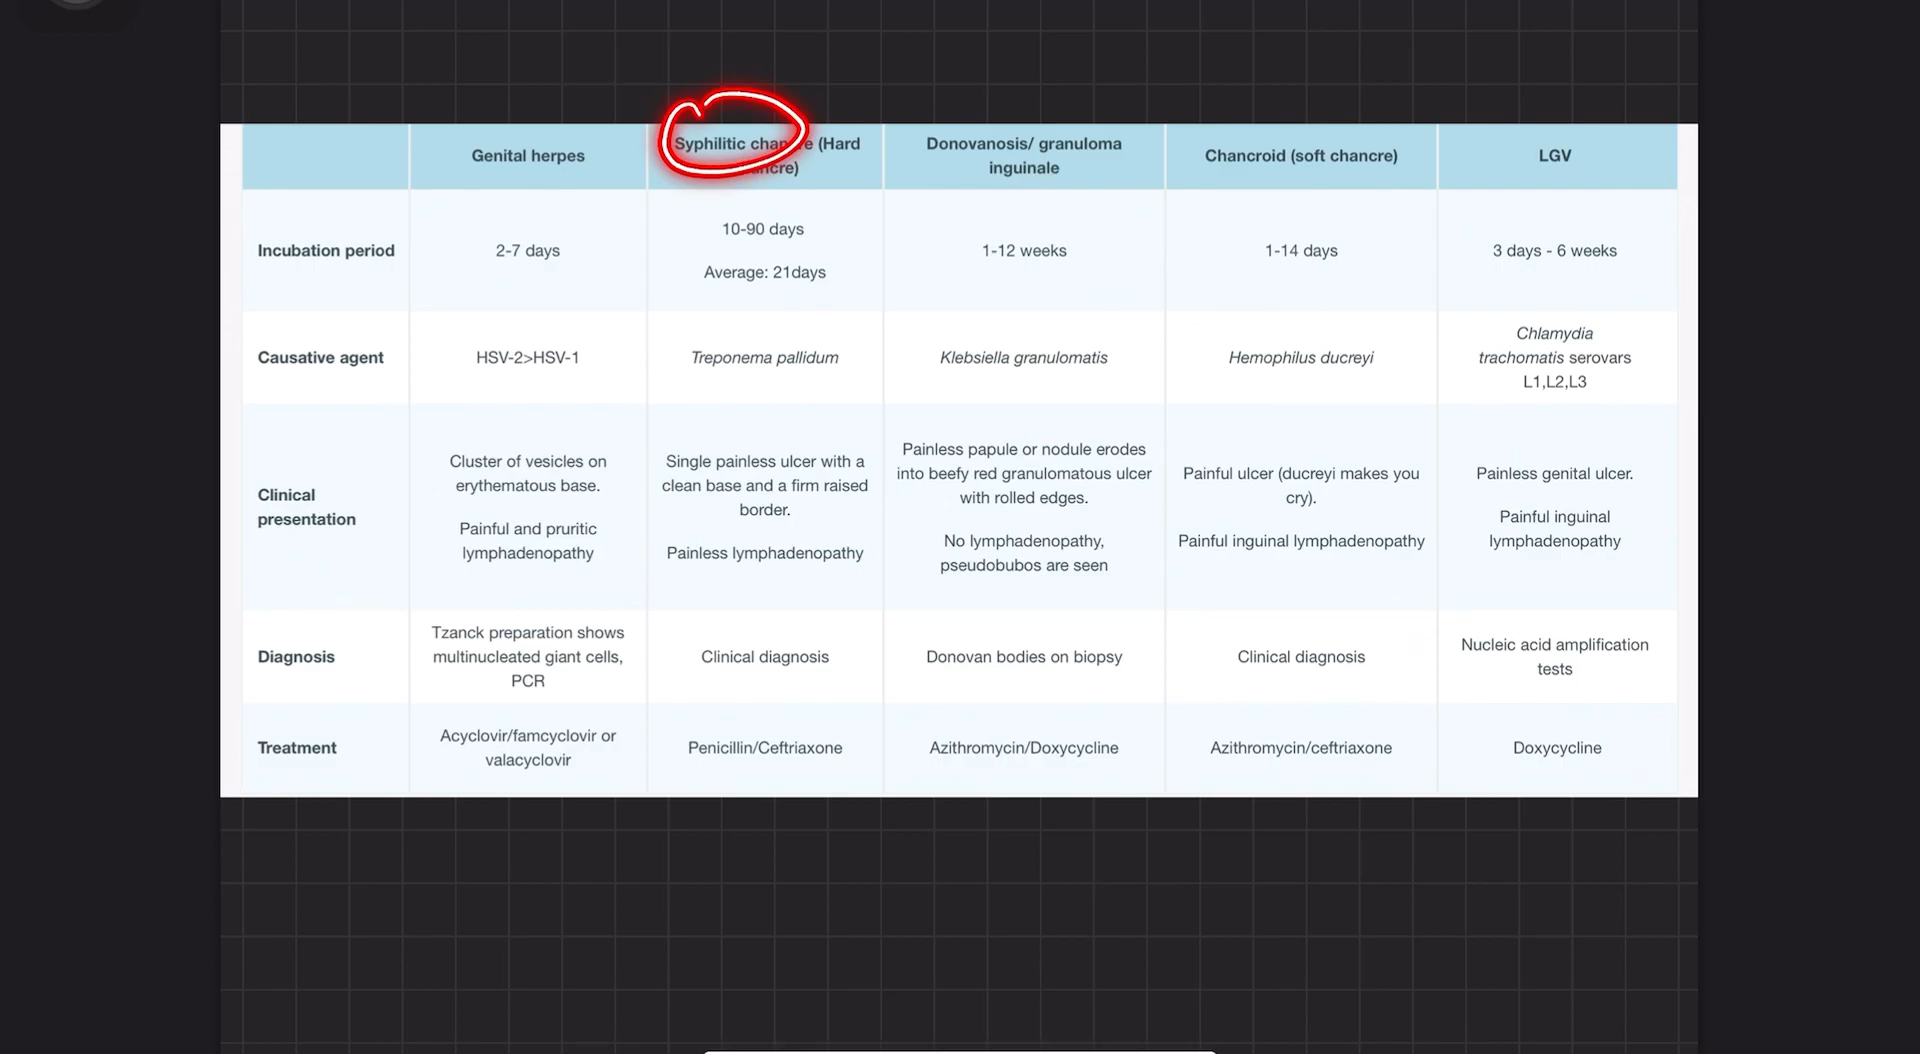 Genital herpes
Syphilitic chancre (Hard
chancre)
Donovanosis/ granuloma
inguinale
Chancroid (soft chancre)
LGV
Incubation period
2-7 days
10-90 days
Average: 21days
1-12 weeks
1-14 days
3 days - 6 weeks
Causative agent
HSV-2>HSV-1
Treponema pallidum
Klebsiella granulomatis
Hemophilus ducreyi
Chlamydia
trachomatis serovars
L1,L2,L3
Clinical
presentation
Cluster of vesicles on
erythematous base.
Painful and pruritic
lymphadenopathy
Single painless ulcer with a
clean base and a firm raised
border.
Painless lymphadenopathy
Painless papule or nodule erodes
into beefy red granulomatous ulcer
with rolled edges.
No lymphadenopathy,
pseudobubos are seen
Painful ulcer (ducreyi makes you
cry).
Painful inguinal lymphadenopathy
Painless genital ulcer.
Painful inguinal
lymphadenopathy
Diagnosis
Tzanck preparation shows
multinucleated giant cells,
PCR
Clinical diagnosis
Donovan bodies on biopsy
Clinical diagnosis
Nucleic acid amplification
tests
Treatment
Acyclovir/famcyclovir or
valacyclovir
Penicillin/Ceftriaxone
Azithromycin/Doxycycline
Azithromycin/ceftriaxone
Doxycycline